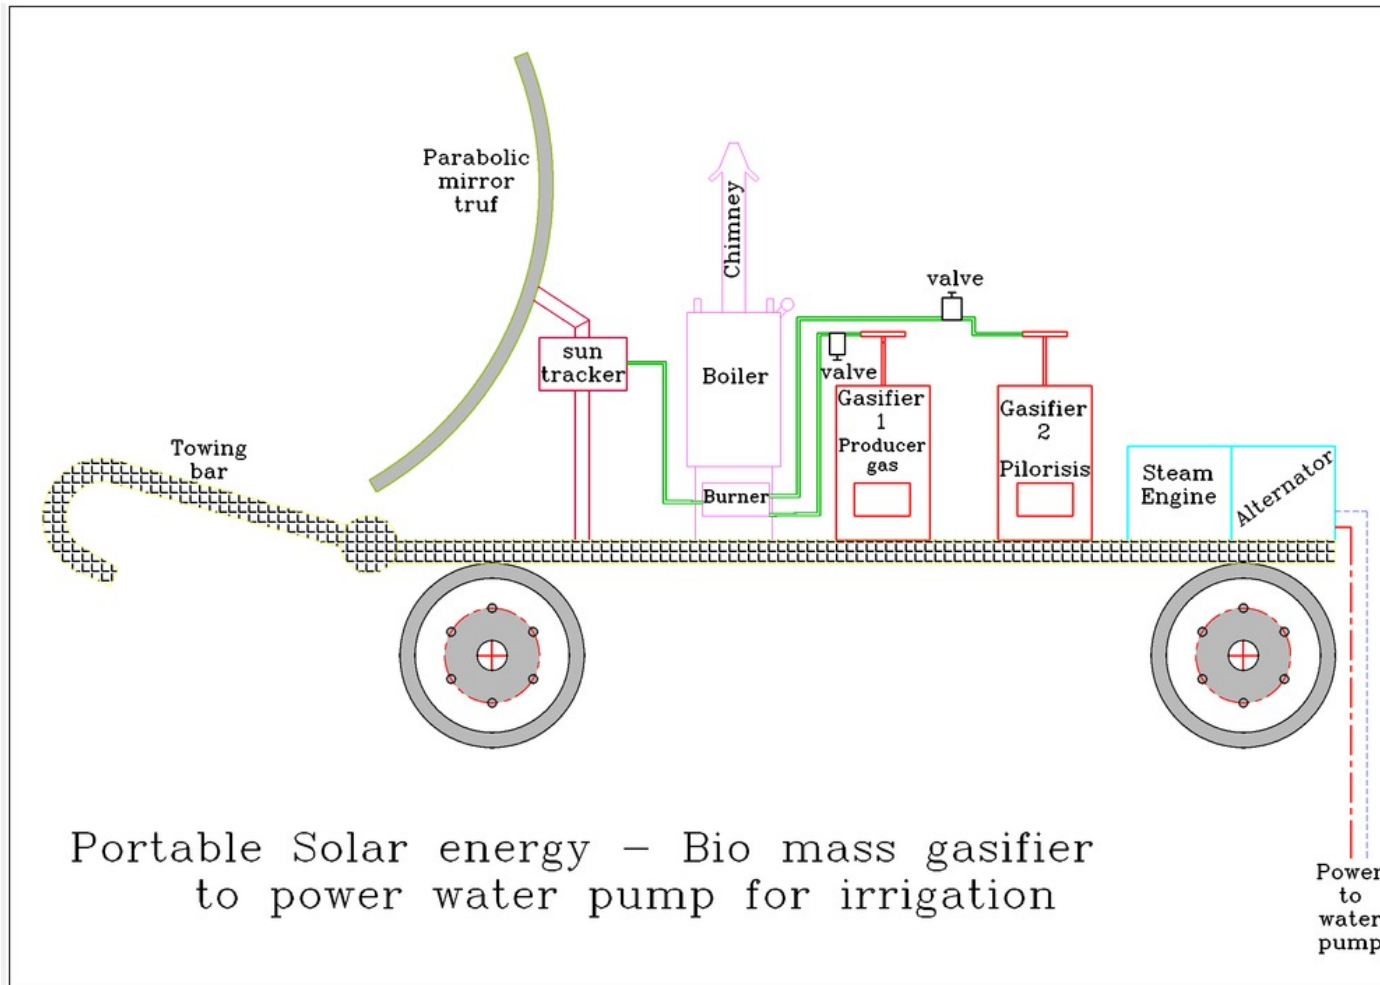 Parabolic
mirror
truf
Chimney
valve
sun
tracker
Boiler
valve
Gasifier
1
Producer
gas
Gasifier
2
Pilorisis
Towing
bar
Burner
Steam
Engine
Alternator
Portable Solar energy – Bio mass gasifier
to power water pump for irrigation
Power
to
water
pump